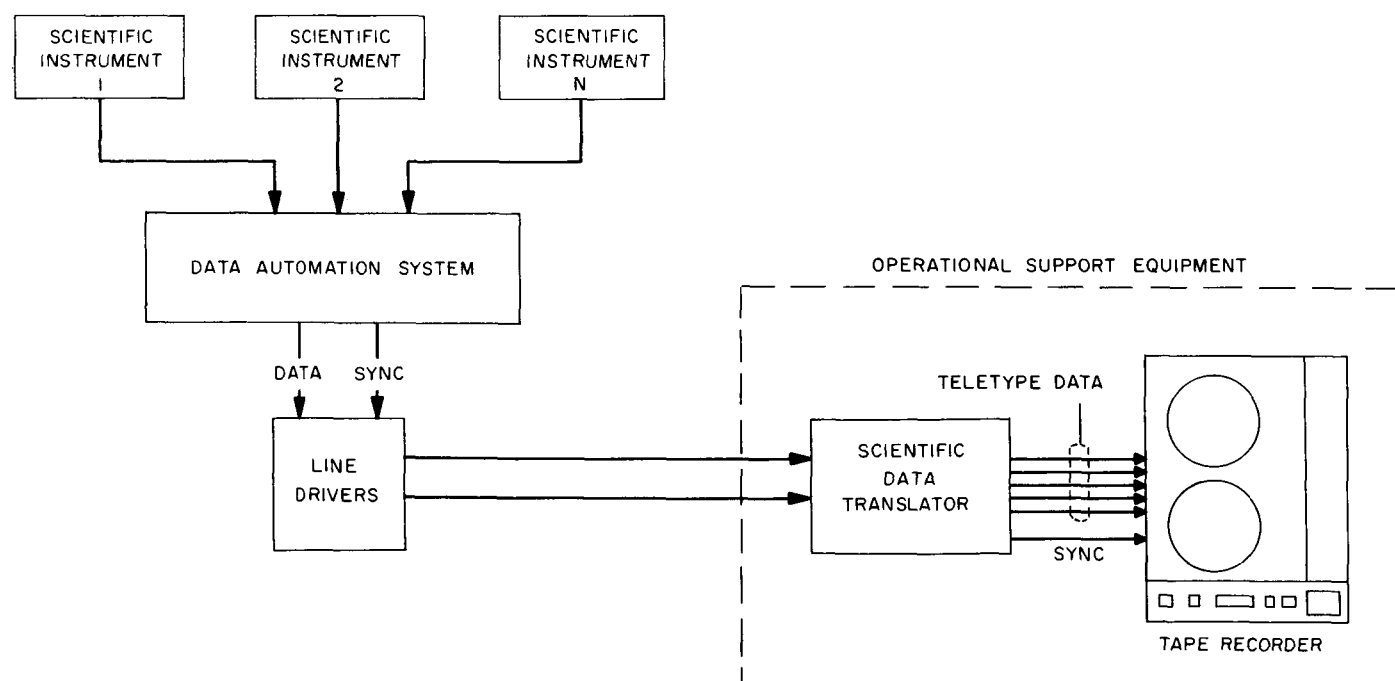 SCIENTIFIC
INSTRUMENT
1
SCIENTIFIC
INSTRUMENT
2
SCIENTIFIC
INSTRUMENT
N
DATA AUTOMATION SYSTEM
OPERATIONAL SUPPORT EQUIPMENT
DATA
SYNC
TELETYPE DATA
LINE
DRIVERS
SCIENTIFIC
DATA
TRANSLATOR
SYNC
TAPE RECORDER